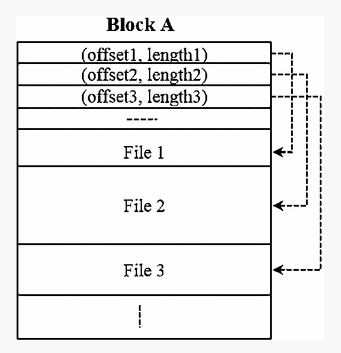 Block A
(offset1, length1)
(offset2, length2)
(offset3, length3)
File 1
File 2
File 3